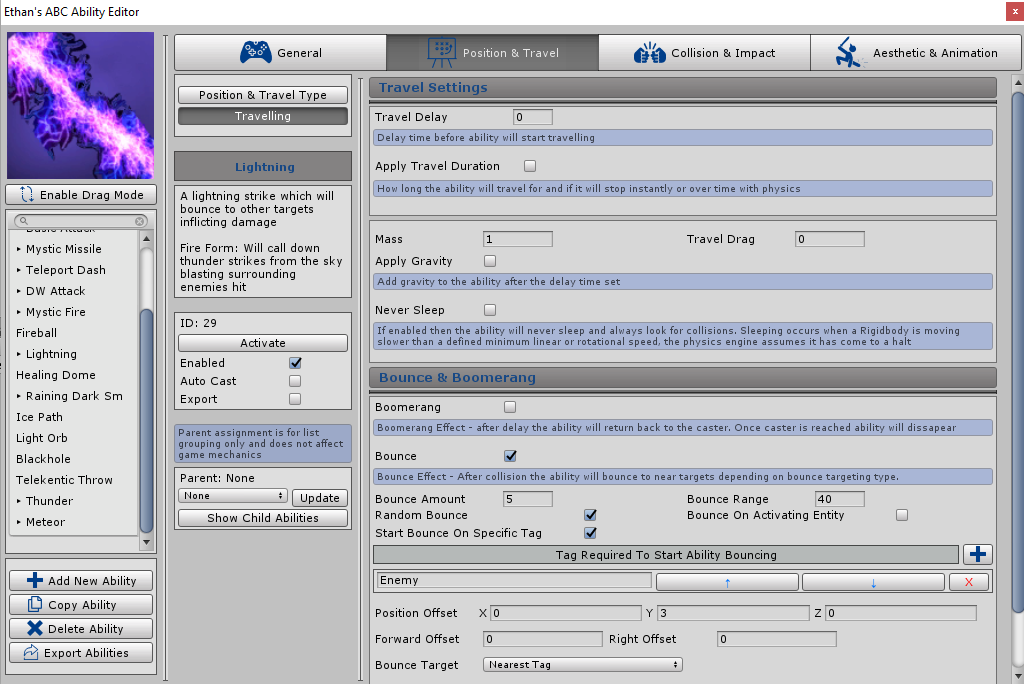 Ethan's ABC Ability Editor
x
General
Position & Travel
Collision & Impact
Aesthetic & Animation
Enable Drag Mode
Basic Attack
Mystic Missile
Teleport Dash
DW Attack
Mystic Fire
Fireball
Lightning
Healing Dome
Raining Dark Sm
Ice Path
Light Orb
Blackhole
Telekentic Throw
Thunder
Meteor
Add New Ability
Copy Ability
Delete Ability
Export Abilities
Position & Travel Type
Travelling
Lightning
A lightning strike which will
bounce to other targets
inflicting damage
Fire Form: Will call down
thunder strikes from the sky
blasting surrounding
enemies hit
ID: 29
Activate
Enabled
Auto Cast
Export
Parent assignment is for list
grouping only and does not affect
game mechanics
Parent: None
None
Update
Show Child Abilities
Travel Settings
Travel Delay 0
Delay time before ability will start travelling
Apply Travel Duration
How long the ability will travel for and if it will stop instantly or over time with physics
Mass 1 Travel Drag 0
Apply Gravity
Add gravity to the ability after the delay time set
Never Sleep
If enabled then the ability will never sleep and always look for collisions. Sleeping occurs when a Rigidbody is moving
slower than a defined minimum linear or rotational speed, the physics engine assumes it has come to a halt
Bounce & Boomerang
Boomerang
Boomerang Effect - after delay the ability will return back to the caster. Once caster is reached ability will dissapear
Bounce
Bounce Effect - After collision the ability will bounce to near targets depending on bounce targeting type.
Bounce Amount 5 Bounce Range 40
Random Bounce Bounce On Activating Entity
Start Bounce On Specific Tag
Tag Required To Start Ability Bouncing
Enemy ↑ ↓ X
Position Offset X 0 Y 3 Z 0
Forward Offset 0 Right Offset 0
Bounce Target Nearest Tag